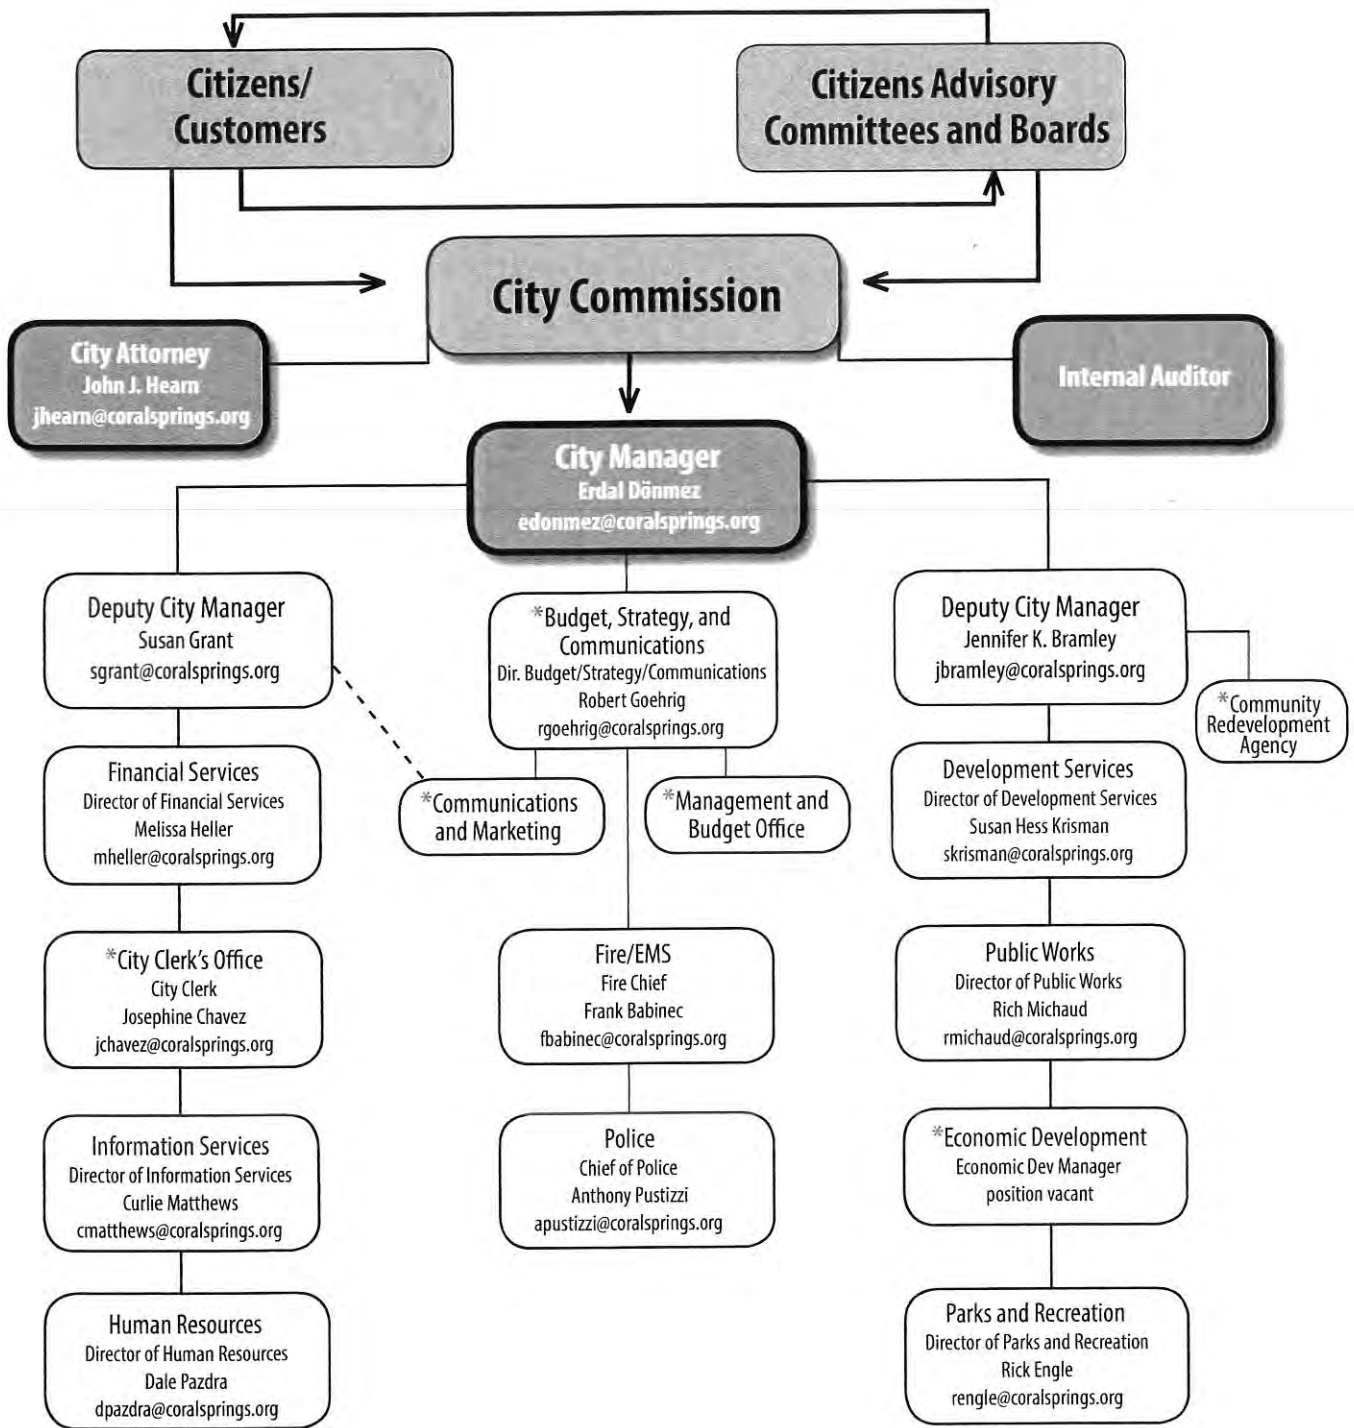 Citizens/
Customers
Citizens Advisory
Committees and Boards
City Commission
City Attorney
John J. Hearn
jhearn@coralsprings.org
Internal Auditor
City Manager
Erdal Dönmez
edonmez@coralsprings.org
Deputy City Manager
Susan Grant
sgrant@coralsprings.org
*Budget, Strategy, and
Communications
Dir. Budget/Strategy/Communications
Robert Goehrig
rgoehrig@coralsprings.org
Deputy City Manager
Jennifer K. Bramley
jbramley@coralsprings.org
*Community
Redevelopment
Agency
Financial Services
Director of Financial Services
Melissa Heller
mheller@coralsprings.org
*Communications
and Marketing
*Management and
Budget Office
Development Services
Director of Development Services
Susan Hess Krisman
skrisman@coralsprings.org
*City Clerk's Office
City Clerk
Josephine Chavez
jchavez@coralsprings.org
Fire/EMS
Fire Chief
Frank Babinec
fbabinec@coralsprings.org
Public Works
Director of Public Works
Rich Michaud
rmichaud@coralsprings.org
Information Services
Director of Information Services
Curlie Matthews
cmatthews@coralsprings.org
Police
Chief of Police
Anthony Pustizzi
apustizzi@coralsprings.org
*Economic Development
Economic Dev Manager
position vacant
Human Resources
Director of Human Resources
Dale Pazdra
dpazdra@coralsprings.org
Parks and Recreation
Director of Parks and Recreation
Rick Engle
rengle@coralsprings.org